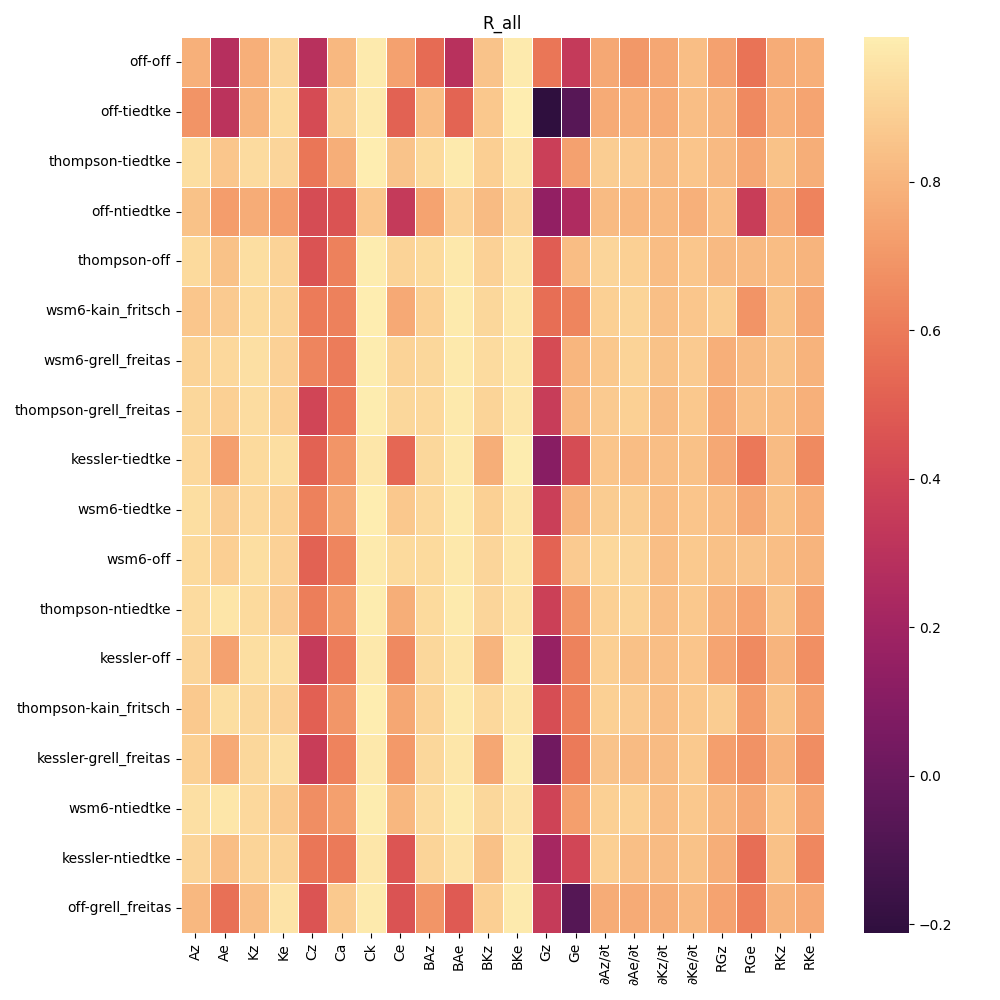 R_all
off-off
off-tiedtke
thompson-tiedtke
off-ntiedtke
thompson-off
wsm6-kain_fritsch
wsm6-grell_freitas
thompson-grell_freitas
kessler-tiedtke
wsm6-tiedtke
wsm6-off
thompson-ntiedtke
kessler-off
thompson-kain_fritsch
kessler-grell_freitas
wsm6-ntiedtke
kessler-ntiedtke
off-grell_freitas
Az Ae Kz Ke Cz Ca Ck Ce BAz BAe BKz BKe Gz Ge ∂Az/∂t ∂Ae/∂t ∂Kz/∂t ∂Ke/∂t RGz RGe RKz RKe
0.8
0.6
0.4
0.2
0.0
−0.2